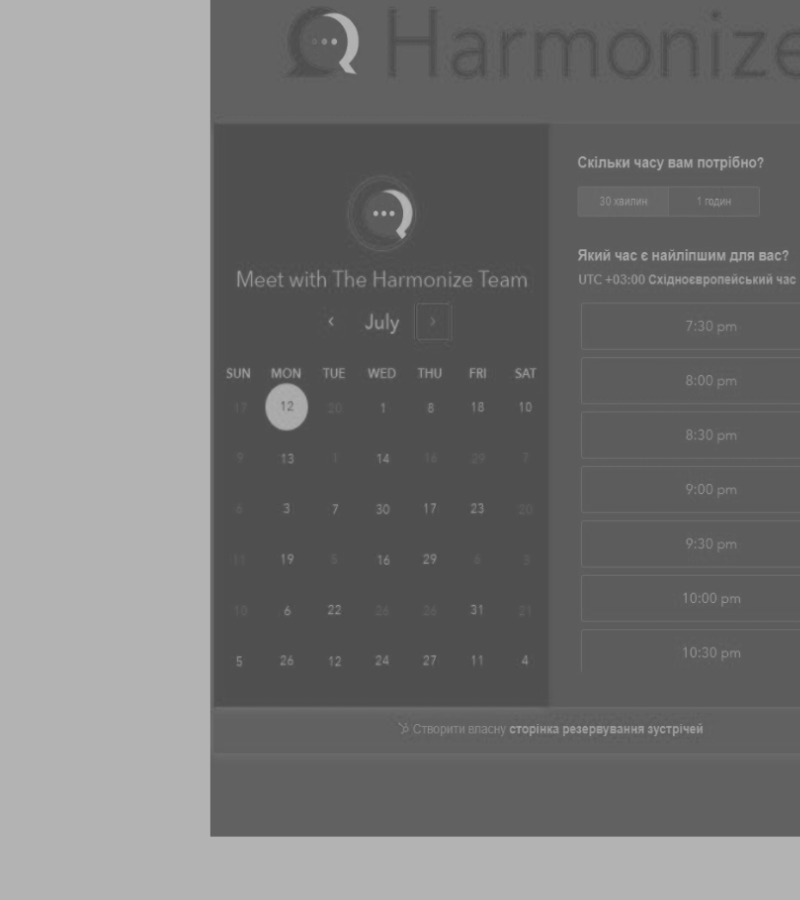 Harmonize
Meet with The Harmonize Team
July
SUN MON TUE WED THU FRI SAT
17 12 20 1 8 18 10
9 13 1 14 16 29 7
6 3 7 30 17 23 20
11 19 5 16 29
10 6 22 26 26 31 21
5 26 12 24 27 11 4
Скільки часу вам потрібно?
30 хвилин 1 годин
Який час є найліпшим для вас?
UTC +03:00 Східноєвропейський час
7:30 pm
8:00 pm
8:30 pm
9:00 pm
9:30 pm
10:00 pm
10:30 pm
Створити власну сторінка резервування зустрічей